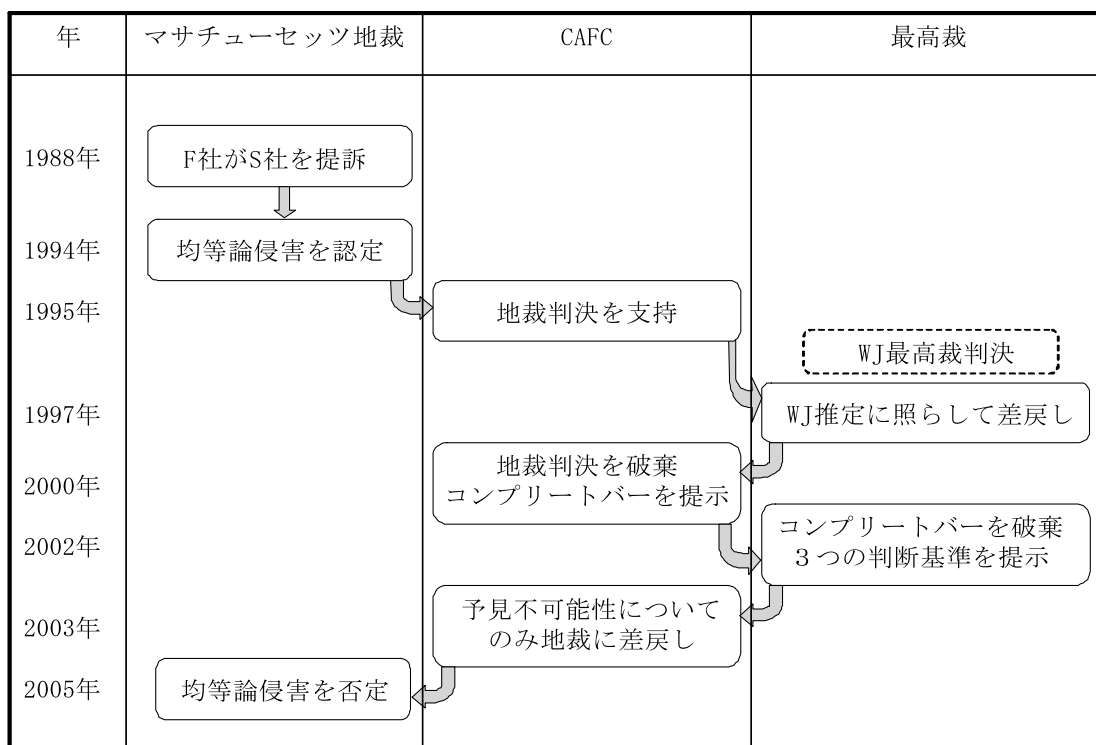 年 マサチューセッツ地裁 CAFC 最高裁
1988年 F社がS社を提訴
1994年 均等論侵害を認定
1995年 地裁判決を支持
WJ最高裁判決
1997年 WJ推定に照らして差戻し
2000年 地裁判決を破棄
コンプリートバーを提示
2002年 コンプリートバーを破棄
３つの判断基準を提示
2003年 予見不可能性について
のみ地裁に差戻し
2005年 均等論侵害を否定